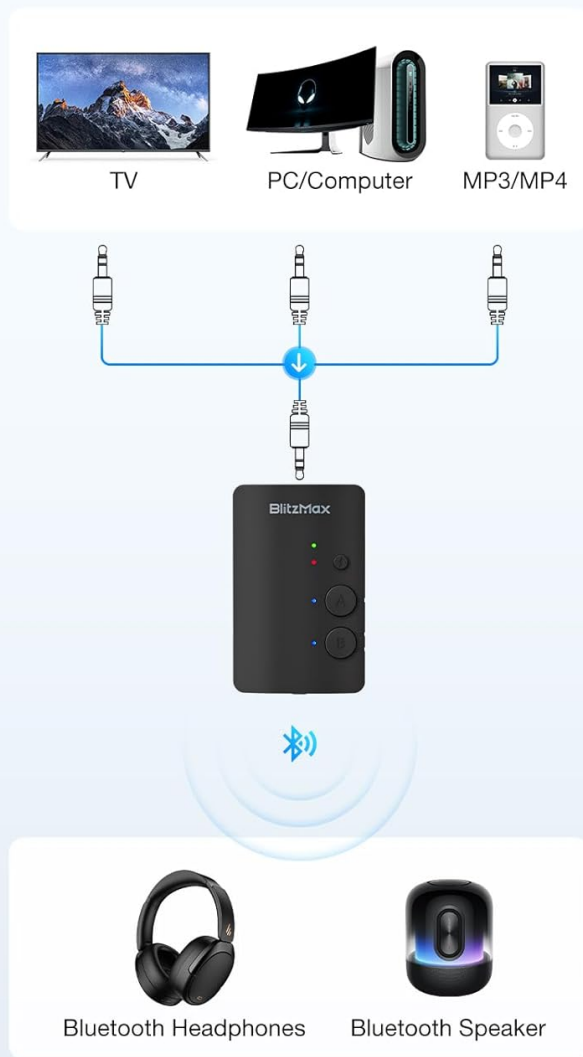 TV
PC/Computer
MP3/MP4
BlitzMax
A
B
Bluetooth Headphones
Bluetooth Speaker